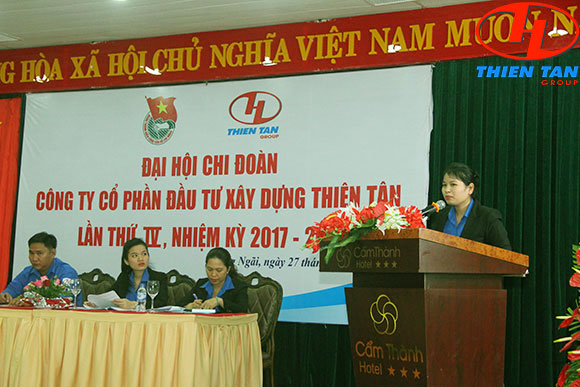 NG HÒA XÃ HỘI CHỦ NGHĨA VIỆT NAM MUÔN N
THIEN TAN
GROUP
THIEN TAN
GROUP
ĐẠI HỘI CHI ĐOÀN
CÔNG TY CỔ PHẦN ĐẦU TƯ XÂY DỰNG THIÊN TÂN
LẦN THỨ IV, NHIỆM KỲ 2017 - 2
Ngãi, ngày 27 thán
CẩmThành
Hotel ★★★
Cẩm Thành
Hotel ★★★